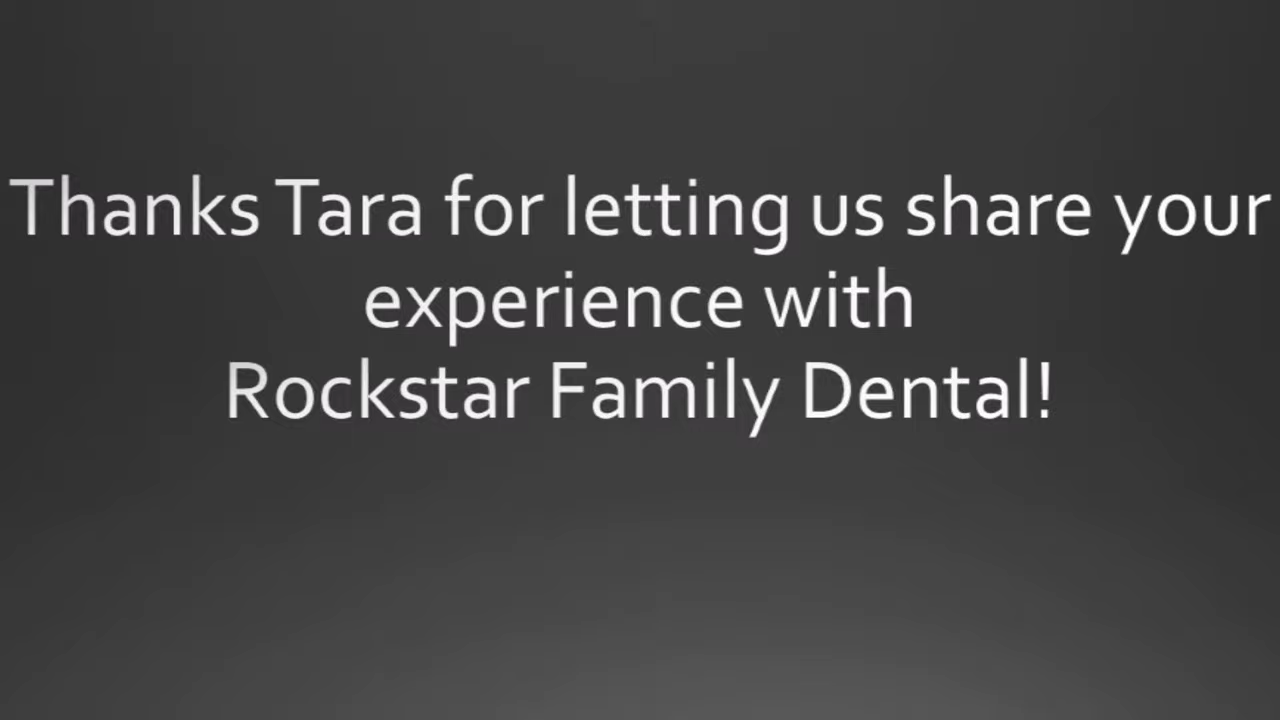 Thanks Tara for letting us share your
experience with
Rockstar Family Dental!